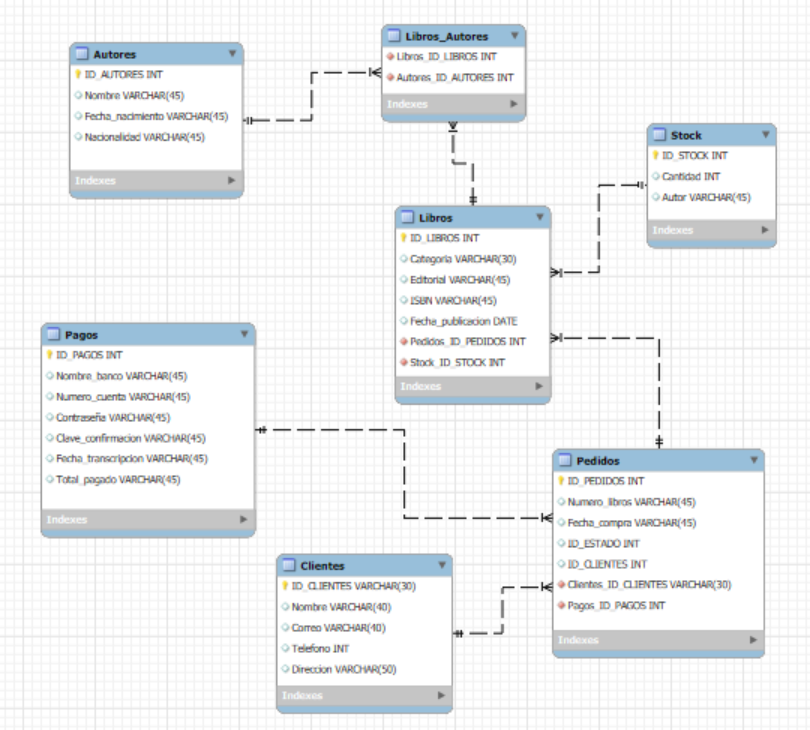 Autores
ID_AUTORES INT
Nombre VARCHAR(45)
Fecha_nacimiento VARCHAR(45)
Nacionalidad VARCHAR(45)
Indexes
Libros_Autores
Libros_ID_LIBROS INT
Autores_ID_AUTORES INT
Indexes
Stock
ID_STOCK INT
Cantidad INT
Autor VARCHAR(45)
Indexes
Libros
ID_LIBROS INT
Categoria VARCHAR(30)
Editorial VARCHAR(45)
ISBN VARCHAR(45)
Fecha_publicacion DATE
Pedidos_ID_PEDIDOS INT
Stock_ID_STOCK INT
Indexes
Pagos
ID_PAGOS INT
Nombre_banco VARCHAR(45)
Numero_cuenta VARCHAR(45)
Contraseña VARCHAR(45)
Clave_confirmacion VARCHAR(45)
Fecha_transcripcion VARCHAR(45)
Total_pagado VARCHAR(45)
Indexes
Pedidos
ID_PEDIDOS INT
Numero_libros VARCHAR(45)
Fecha_compra VARCHAR(45)
ID_ESTADO INT
ID_CLIENTES INT
Clientes_ID_CLIENTES VARCHAR(30)
Pagos_ID_PAGOS INT
Indexes
Clientes
ID_CLIENTES VARCHAR(30)
Nombre VARCHAR(40)
Correo VARCHAR(40)
Telefono INT
Direccion VARCHAR(50)
Indexes